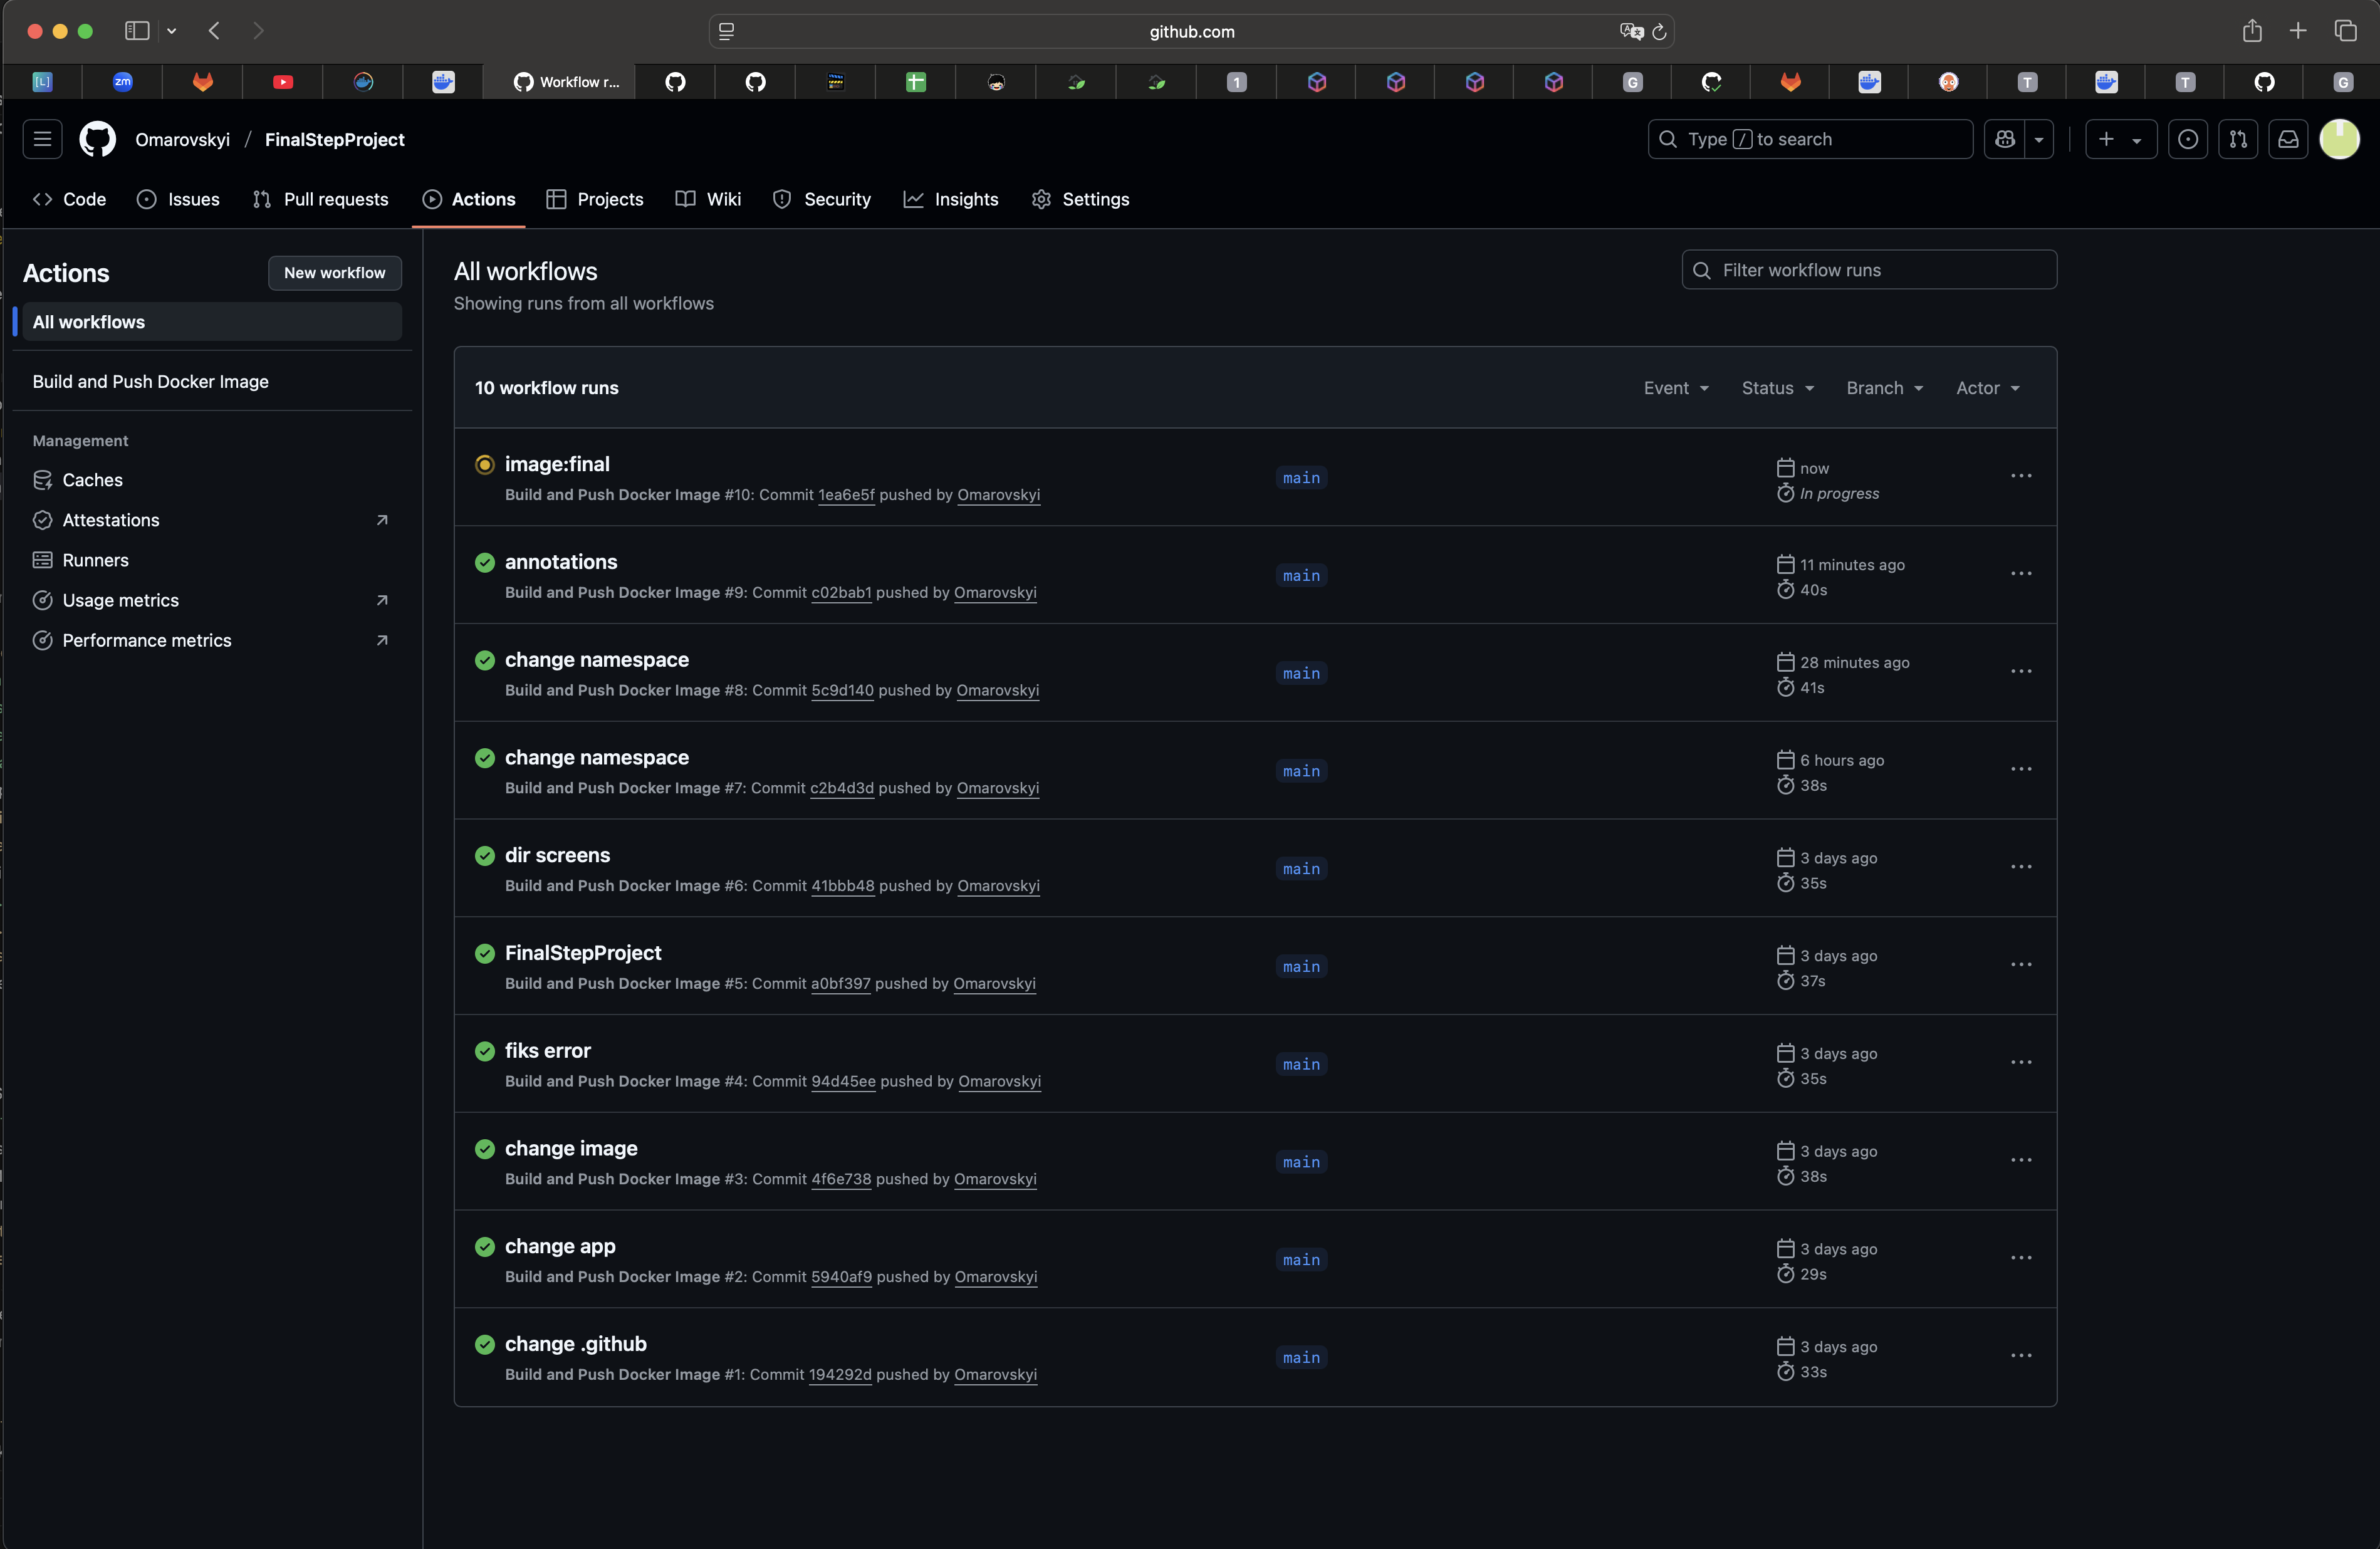 github.com
[L]
zm
Workflow r...
1
G
T
T
G
Omarovskyi / FinalStepProject
Type / to search
Code
Issues
Pull requests
Actions
Projects
Wiki
Security
Insights
Settings
Actions
New workflow
All workflows
Build and Push Docker Image
Management
Caches
Attestations
Runners
Usage metrics
Performance metrics
All workflows
Showing runs from all workflows
Filter workflow runs
10 workflow runs
Event
Status
Branch
Actor
image:final
Build and Push Docker Image #10: Commit 1ea6e5f pushed by Omarovskyi
main
now
In progress
annotations
Build and Push Docker Image #9: Commit c02bab1 pushed by Omarovskyi
main
11 minutes ago
40s
change namespace
Build and Push Docker Image #8: Commit 5c9d140 pushed by Omarovskyi
main
28 minutes ago
41s
change namespace
Build and Push Docker Image #7: Commit c2b4d3d pushed by Omarovskyi
main
6 hours ago
38s
dir screens
Build and Push Docker Image #6: Commit 41bbb48 pushed by Omarovskyi
main
3 days ago
35s
FinalStepProject
Build and Push Docker Image #5: Commit a0bf397 pushed by Omarovskyi
main
3 days ago
37s
fiks error
Build and Push Docker Image #4: Commit 94d45ee pushed by Omarovskyi
main
3 days ago
35s
change image
Build and Push Docker Image #3: Commit 4f6e738 pushed by Omarovskyi
main
3 days ago
38s
change app
Build and Push Docker Image #2: Commit 5940af9 pushed by Omarovskyi
main
3 days ago
29s
change .github
Build and Push Docker Image #1: Commit 194292d pushed by Omarovskyi
main
3 days ago
33s